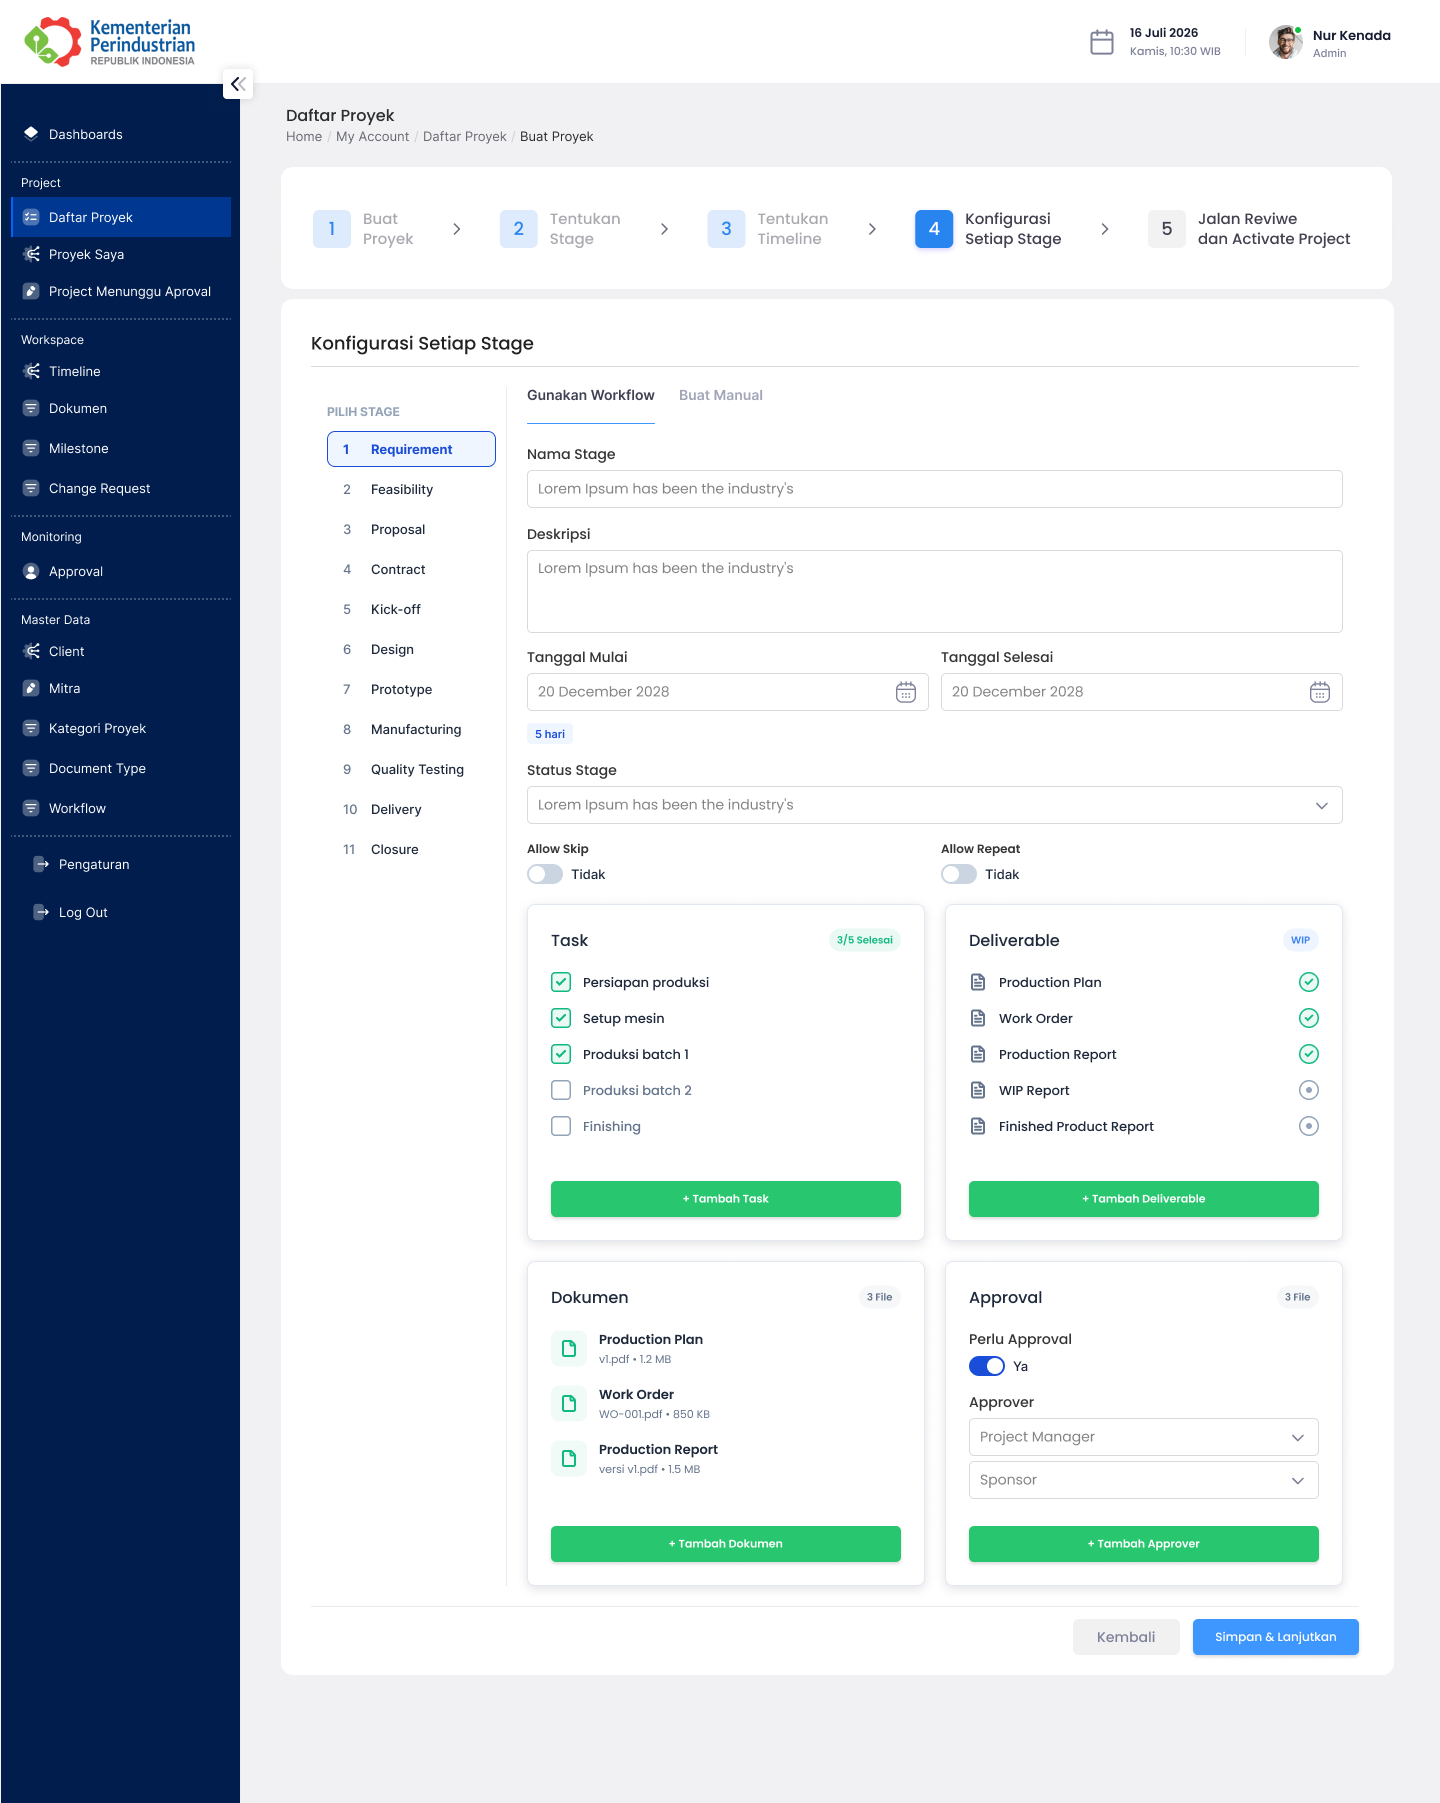 Kementerian
Perindustrian
REPUBLIK INDONESIA
16 Juli 2026
Kamis, 10:30 WIB
Nur Kenada
Admin
Dashboards
Project
Daftar Proyek
Proyek Saya
Project Menunggu Aproval
Workspace
Timeline
Dokumen
Milestone
Change Request
Monitoring
Approval
Master Data
Client
Mitra
Kategori Proyek
Document Type
Workflow
Pengaturan
Log Out
Daftar Proyek
Home / My Account / Daftar Proyek / Buat Proyek
1
Buat
Proyek
2
Tentukan
Stage
3
Tentukan
Timeline
4
Konfigurasi
Setiap Stage
5
Jalan Reviwe
dan Activate Project
Konfigurasi Setiap Stage
PILIH STAGE
1 Requirement
2 Feasibility
3 Proposal
4 Contract
5 Kick-off
6 Design
7 Prototype
8 Manufacturing
9 Quality Testing
10 Delivery
11 Closure
Gunakan Workflow
Buat Manual
Nama Stage
Lorem Ipsum has been the industry's
Deskripsi
Lorem Ipsum has been the industry's
Tanggal Mulai
20 December 2028
Tanggal Selesai
20 December 2028
5 hari
Status Stage
Lorem Ipsum has been the industry's
Allow Skip
Tidak
Allow Repeat
Tidak
Task
3/5 Selesai
Persiapan produksi
Setup mesin
Produksi batch 1
Produksi batch 2
Finishing
+ Tambah Task
Deliverable
WIP
Production Plan
Work Order
Production Report
WIP Report
Finished Product Report
+ Tambah Deliverable
Dokumen
3 File
Production Plan
v1.pdf • 1.2 MB
Work Order
WO-001.pdf • 850 KB
Production Report
versi v1.pdf • 1.5 MB
+ Tambah Dokumen
Approval
3 File
Perlu Approval
Ya
Approver
Project Manager
Sponsor
+ Tambah Approver
Kembali
Simpan & Lanjutkan